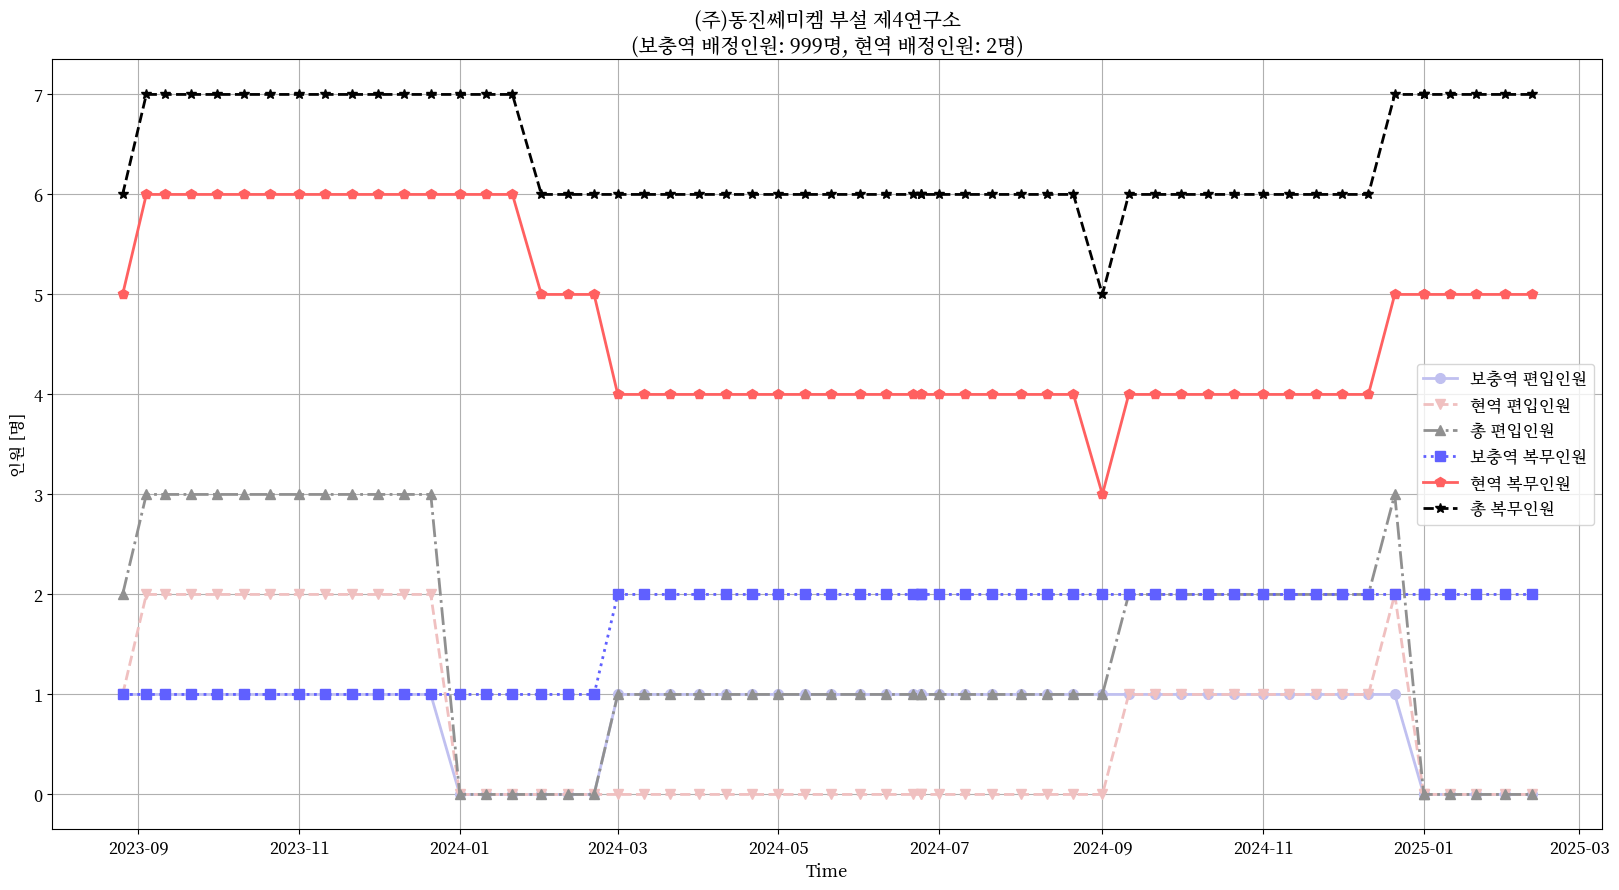 (주)동진쎄미켐 부설 제4연구소
(보충역 배정인원: 999명, 현역 배정인원: 2명)
인원 [명]
7
6
5
4
3
2
1
0
보충역 편입인원
현역 편입인원
총 편입인원
보충역 복무인원
현역 복무인원
총 복무인원
2023-09 2023-11 2024-01 2024-03 2024-05 2024-07 2024-09 2024-11 2025-01 2025-03
Time